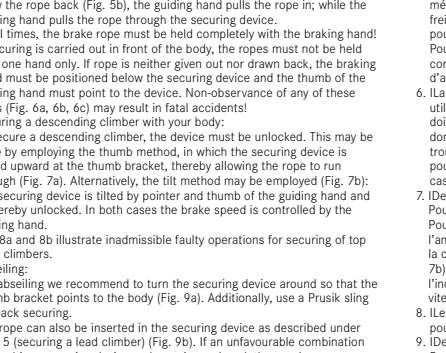 the rope back (Fig. 5b), the guiding hand pulls the rope in; while the
ing hand pulls the rope through the securing device.
l times, the brake rope must be held completely with the braking hand!
curing is carried out in front of the body, the ropes must not be held
one hand only. If rope is neither given out nor drawn back, the braking
d must be positioned below the securing device and the thumb of the
ing hand must point to the device. Non-observance of any of these
s (Fig. 6a, 6b, 6c) may result in fatal accidents!
ring a descending climber with your body:
ecure a descending climber, the device must be unlocked. This may be
e by employing the thumb method, in which the securing device is
d upward at the thumb bracket, thereby allowing the rope to run
ugh (Fig. 7a). Alternatively, the tilt method may be employed (Fig. 7b):
securing device is tilted by pointer and thumb of the guiding hand and
ereby unlocked. In both cases the brake speed is controlled by the
ing hand.
8a and 8b illustrate inadmissible faulty operations for securing of top
climbers.
eiling:
abseiling we recommend to turn the securing device around so that the
mb bracket points to the body (Fig. 9a). Additionally, use a Prusik sling
ack securing.
rope can also be inserted in the securing device as described under
5 (securing a lead climber) (Fig. 9b). If an unfavourable combination
mé
frei
pou
Pou
cor
d'a
6. ILa
util
doi
dor
trou
pou
cas
7. IDe
Pou
Pou
l'ar
la c
7b)
l'in
vite
8. ILe
9. IDe